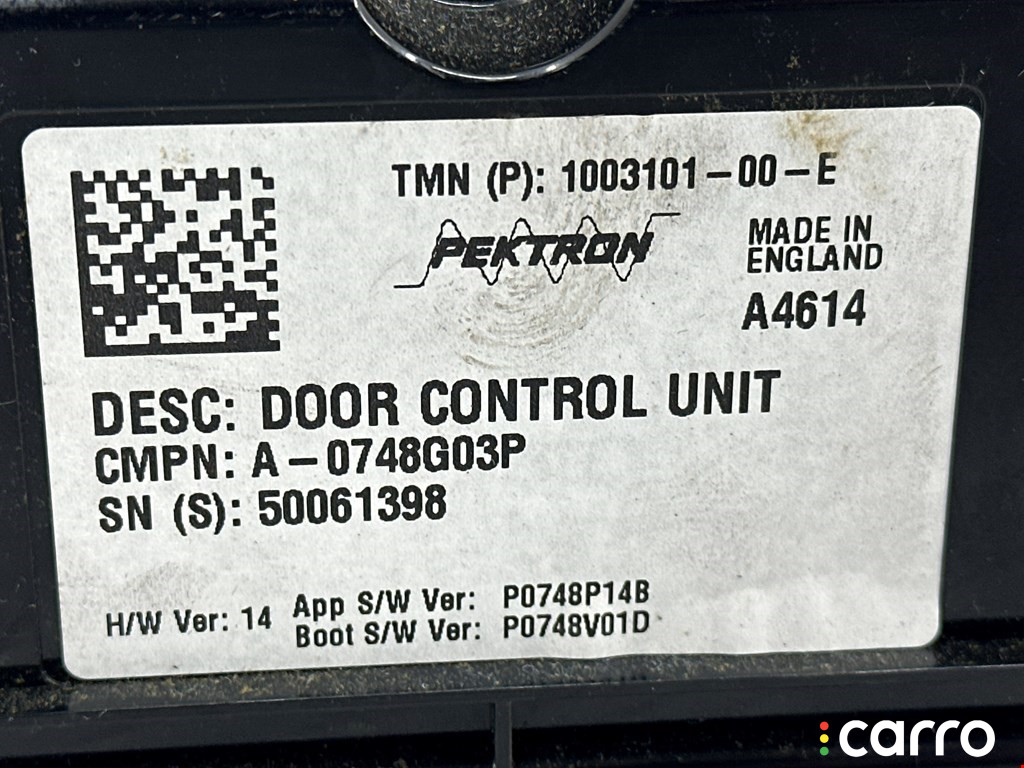 TMN (P): 1003101-00-E
PEKTRON
MADE IN
ENGLAND
A4614
DESC: DOOR CONTROL UNIT
CMPN: A-0748G03P
SN (S): 50061398
H/W Ver: 14
App S/W Ver: P0748P14B
Boot S/W Ver: P0748V01D
carro